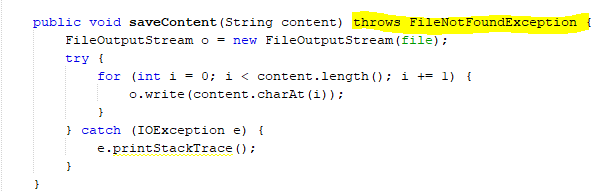 public void saveContent(String content) throws FileNotFoundException {
    FileOutputStream o = new FileOutputStream(file);
    try {
        for (int i = 0; i < content.length(); i += 1) {
            o.write(content.charAt(i));
        }
    } catch (IOException e) {
        e.printStackTrace();
    }
}